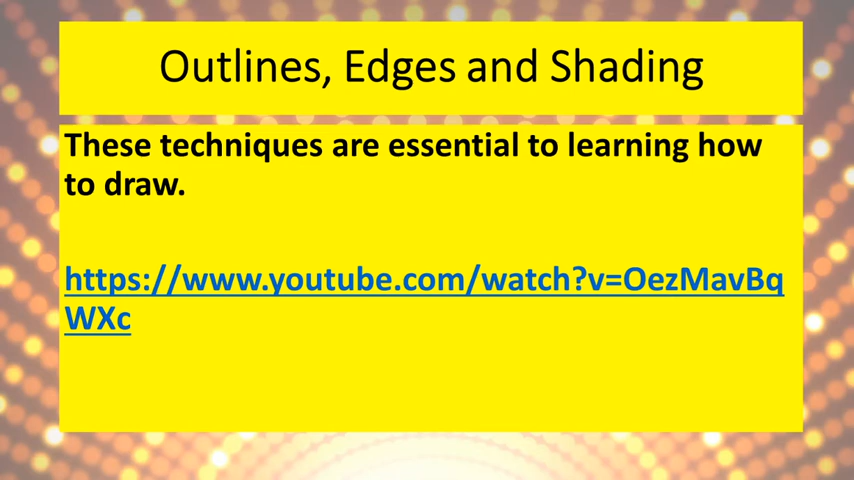 Outlines, Edges and Shading
These techniques are essential to learning how
to draw.
https://www.youtube.com/watch?v=OezMavBq
WXc